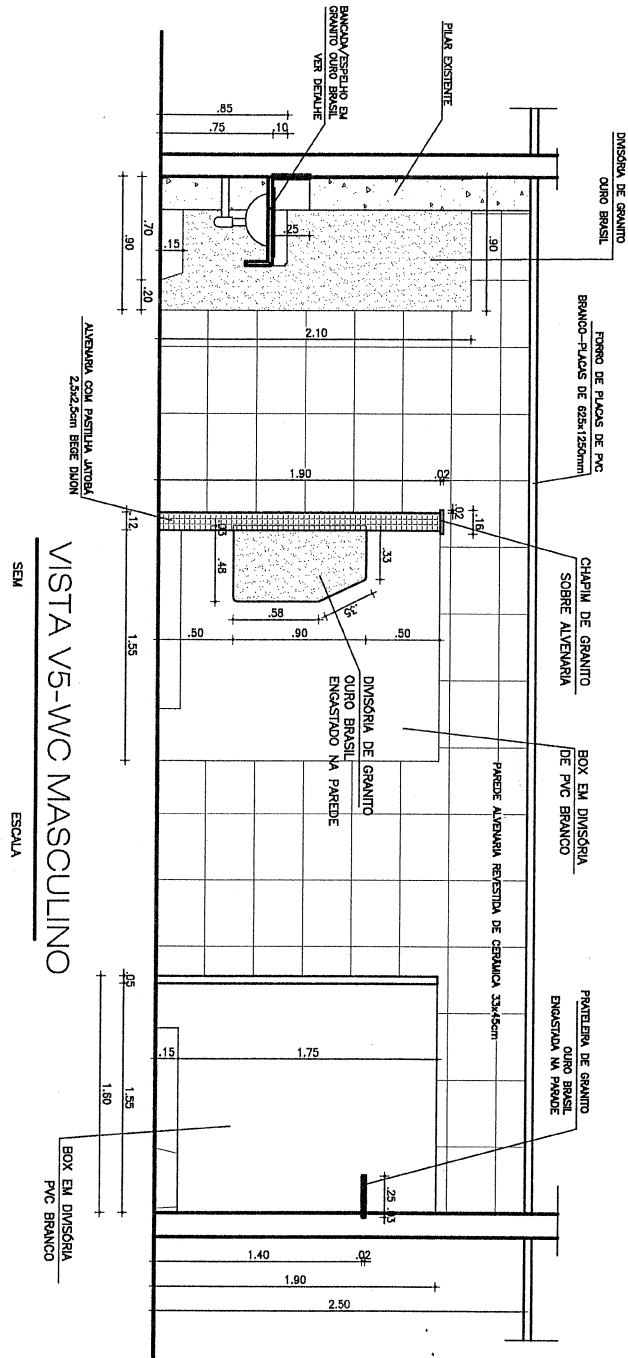 DIVISÓRIA DE GRANITO
OURO BRASIL
PILAR EXISTENTE
BANCADA/ESPELHO EM
GRANITO OURO BRASIL
VER DETALHE
FORRO DE PLACAS DE PVC
BRANCO-PLACAS DE 625x1250mm
CHAPIM DE GRANITO
SOBRE ALVENARIA
BOX EM DIVISÓRIA
DE PVC BRANCO
PRATELEIRA DE GRANITO
OURO BRASIL
ENGASTADA NA PARADE
PAREDE ALVENARIA REVESTIDA DE CERÂMICA 33x45cm
DIVISÓRIA DE GRANITO
OURO BRASIL
ENGASTADO NA PAREDE
ALVENARIA COM PASTILHA JATOBÁ
2,5x2,5cm BEGE DIJON
BOX EM DIVISÓRIA
PVC BRANCO
.85
.75
.10
.90
.25
.15
.70
.20
.90
2.10
1.90
.02
.02
.16
.12
.03
.48
.33
.35
.58
.50
.90
.50
1.55
.05
.15
1.75
1.55
1.60
.25
.03
1.40
.02
1.90
2.50
VISTA V5-WC MASCULINO
SEM
ESCALA